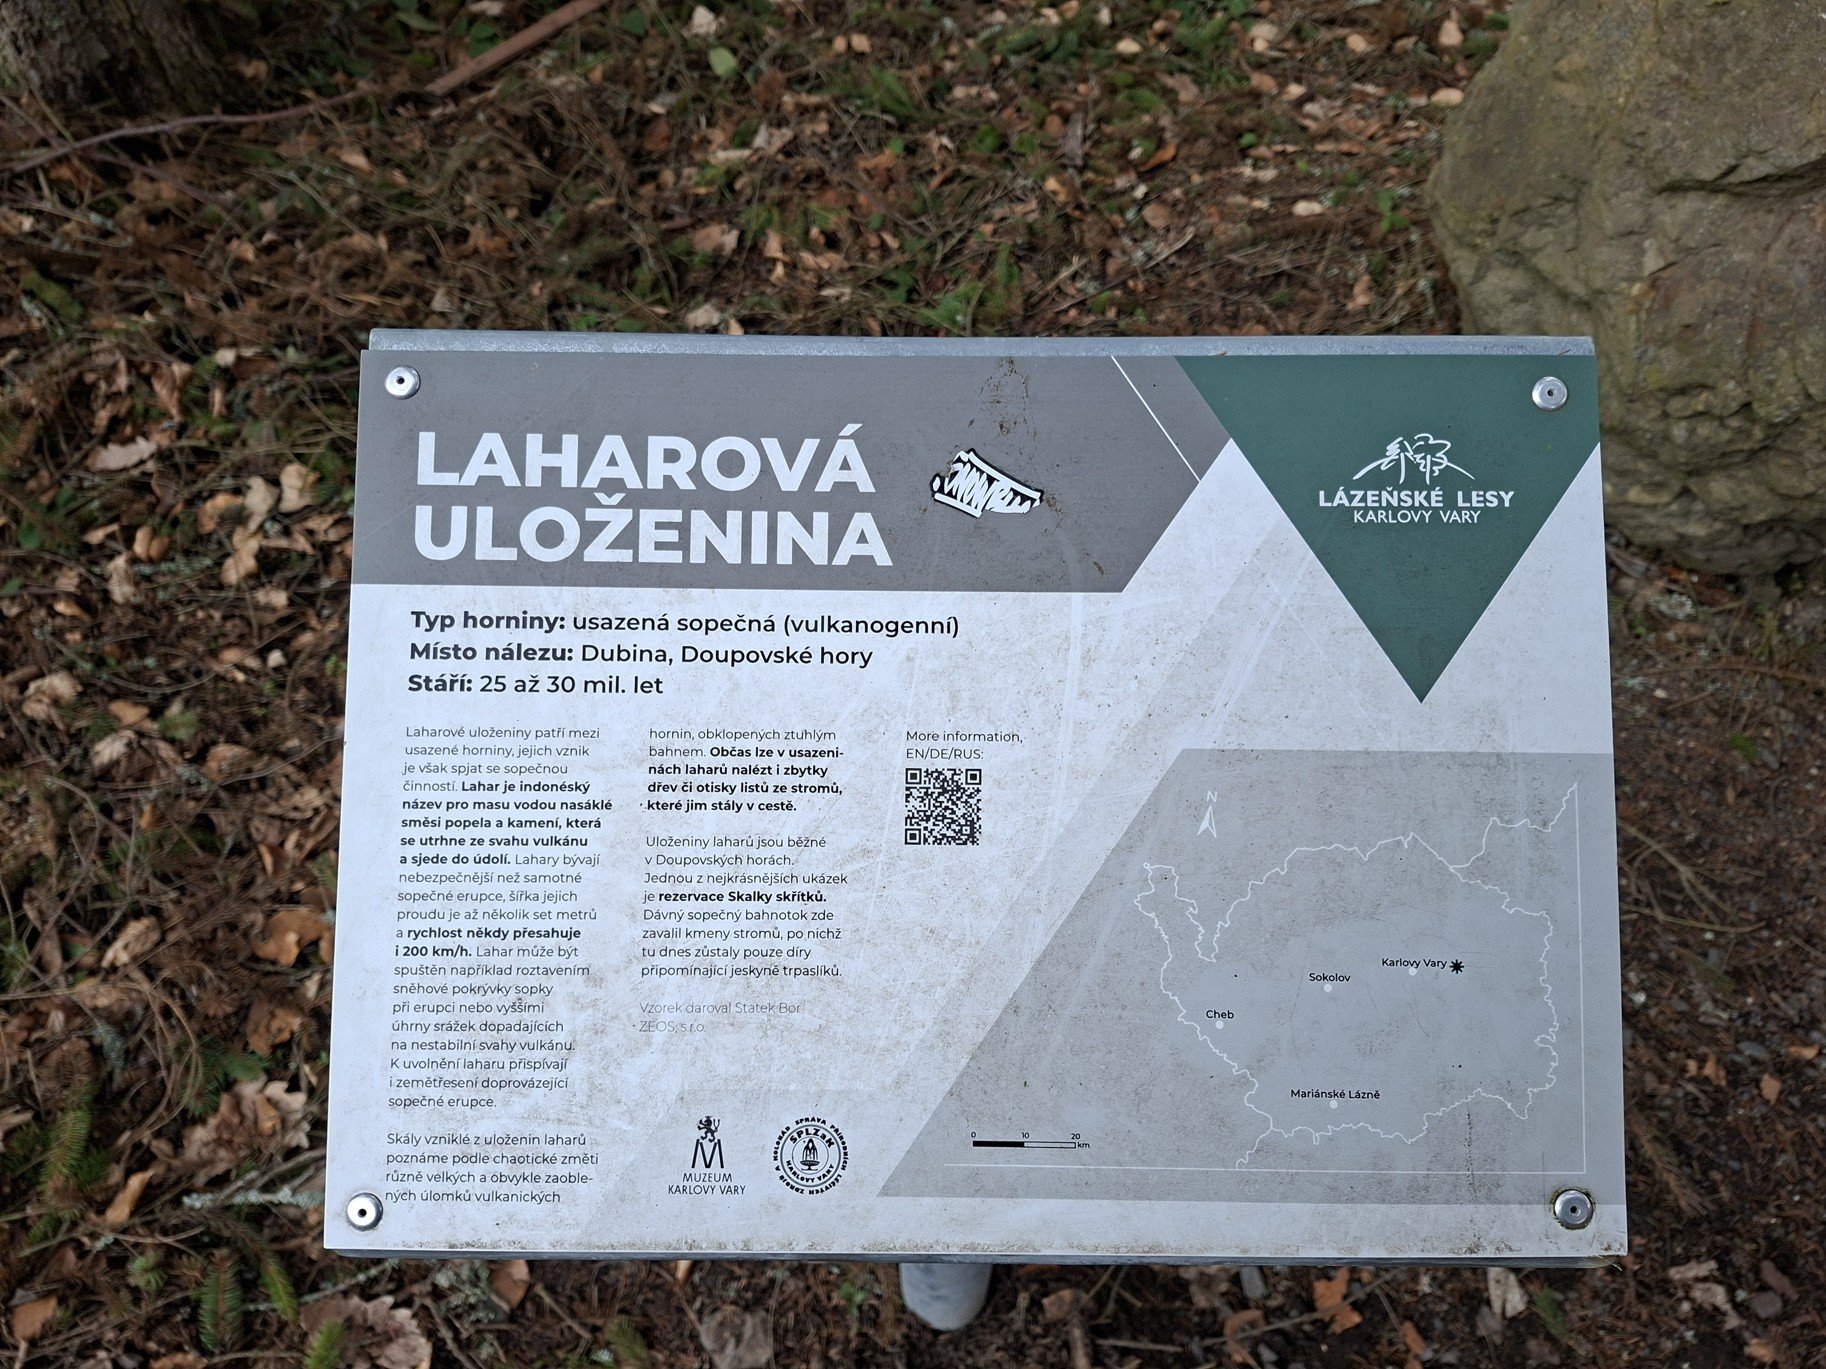 LAHAROVÁ
ULOŽENINA
LÁZEŇSKÉ LESY
KARLOVY VARY
Typ horniny: usazená sopečná (vulkanogenní)
Místo nálezu: Dubina, Doupovské hory
Stáří: 25 až 30 mil. let
Laharové uloženiny patří mezi
usazené horniny, jejich vznik
je však spjat se sopečnou
činností. Lahar je indonéský
název pro masu vodou nasáklé
směsi popela a kamení, která
se utrhne ze svahu vulkánu
a sjede do údolí. Lahary bývají
nebezpečnější než samotné
sopečné erupce, šířka jejich
proudu je až několik set metrů
a rychlost někdy přesahuje
i 200 km/h. Lahar může být
spuštěn například roztavením
sněhové pokrývky sopky
při erupci nebo vyššími
úhrny srážek dopadajících
na nestabilní svahy vulkánu.
K uvolnění laharu přispívají
i zemětřesení doprovázející
sopečné erupce.
Skály vzniklé z uloženin laharů
poznáme podle chaotické změti
různě velkých a obvykle zaoble-
ných úlomků vulkanických
hornin, obklopených ztuhlým
bahnem. Občas lze v usazeni-
nách laharů nalézt i zbytky
dřev či otisky listů ze stromů,
které jim stály v cestě.
Uloženiny laharů jsou běžné
v Doupovských horách.
Jednou z nejkrásnějších ukázek
je rezervace Skalky skřítků.
Dávný sopečný bahnotok zde
zavalil kmeny stromů, po nichž
tu dnes zůstaly pouze díry
připomínající jeskyně trpaslíků.
Vzorek daroval Statek Bor
ZEOS, s.r.o.
More information,
EN/DE/RUS:
MUZEUM
KARLOVY VARY
SPRÁVA PŘÍRODNÍCH LÉČIVÝCH ZDROJŮ A KOLONÁD
SPLZaK
KARLOVY VARY
N
Karlovy Vary
Sokolov
Cheb
Mariánské Lázně
0 10 20
km